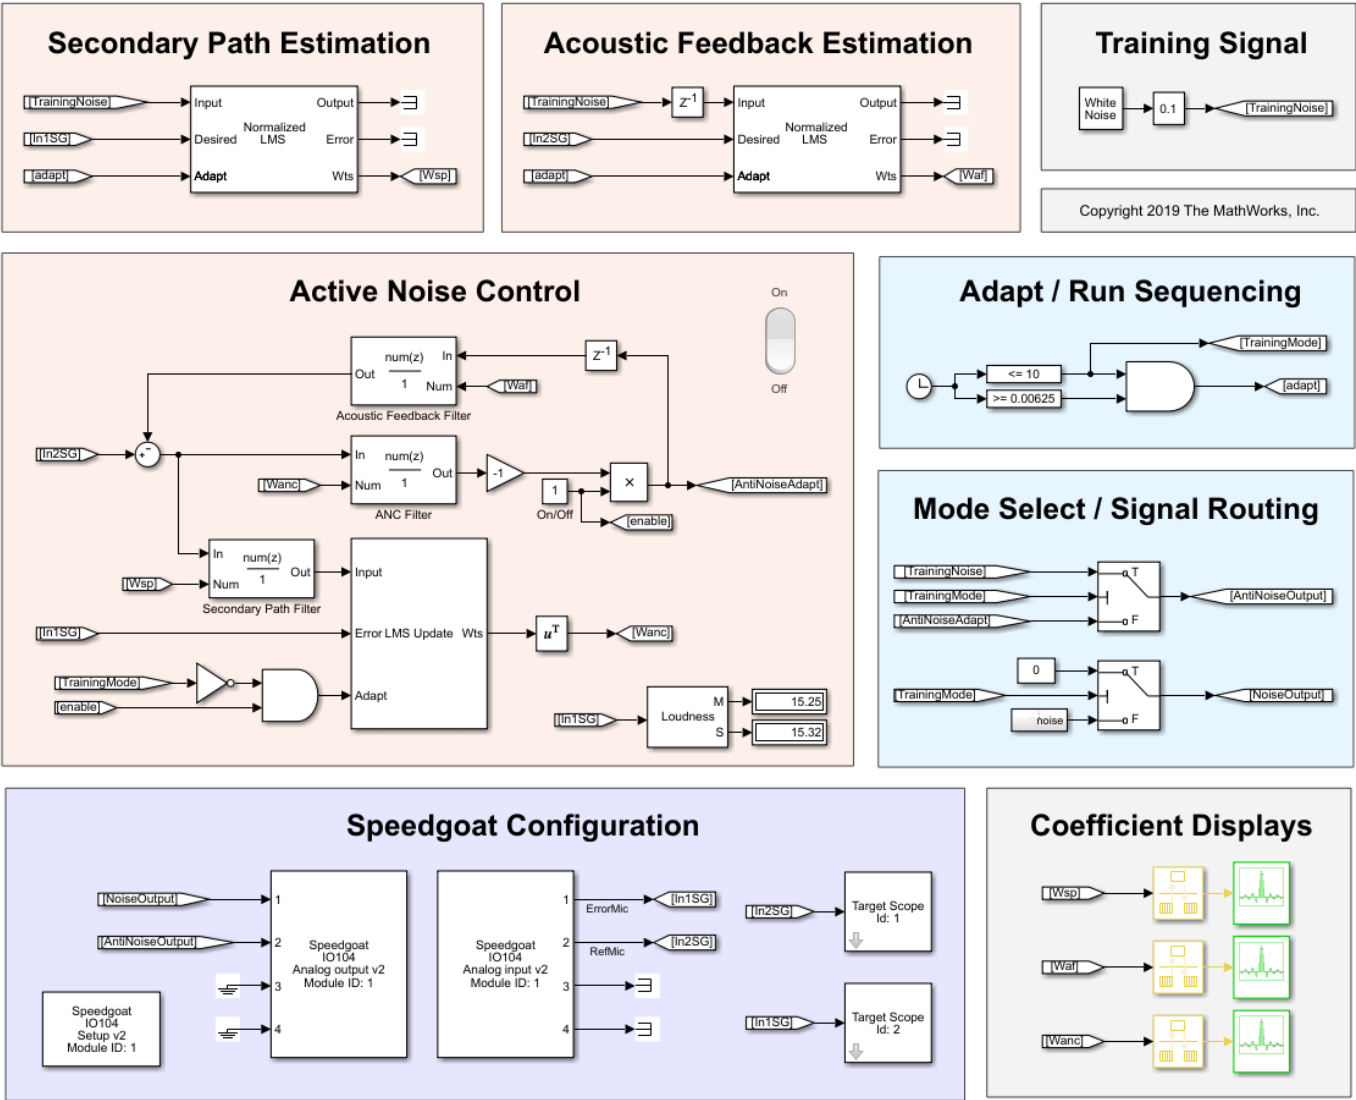 Secondary Path Estimation
[TrainingNoise]
[In1SG]
[adapt]
Input
Desired
Adapt
Normalized
LMS
Output
Error
Wts
[Wsp]
Acoustic Feedback Estimation
[TrainingNoise]
Z-1
[In2SG]
[adapt]
Input
Desired
Adapt
Normalized
LMS
Output
Error
Wts
[Waf]
Training Signal
White
Noise
0.1
[TrainingNoise]
Copyright 2019 The MathWorks, Inc.
Active Noise Control
On
Off
num(z)
1
In
Out
Num
Acoustic Feedback Filter
Z-1
[Waf]
[In2SG]
+
-
[Wanc]
In
Num
num(z)
1
Out
ANC Filter
-1
1
On/Off
×
[enable]
[AntiNoiseAdapt]
[Wsp]
In
Num
num(z)
1
Out
Secondary Path Filter
[In1SG]
Input
Error LMS Update Wts
Adapt
uT
[Wanc]
[TrainingMode]
[enable]
[In1SG]
Loudness
M
S
15.25
15.32
Adapt / Run Sequencing
<= 10
>= 0.00625
[TrainingMode]
[adapt]
Mode Select / Signal Routing
[TrainingNoise]
[TrainingMode]
[AntiNoiseAdapt]
T
F
[AntiNoiseOutput]
0
[TrainingMode]
noise
T
F
[NoiseOutput]
Speedgoat Configuration
[NoiseOutput]
[AntiNoiseOutput]
1
2
3
4
Speedgoat
IO104
Analog output v2
Module ID: 1
Speedgoat
IO104
Setup v2
Module ID: 1
Speedgoat
IO104
Analog input v2
Module ID: 1
1
2
3
4
ErrorMic
RefMic
[In1SG]
[In2SG]
[In2SG]
Target Scope
Id: 1
[In1SG]
Target Scope
Id: 2
Coefficient Displays
[Wsp]
[Waf]
[Wanc]